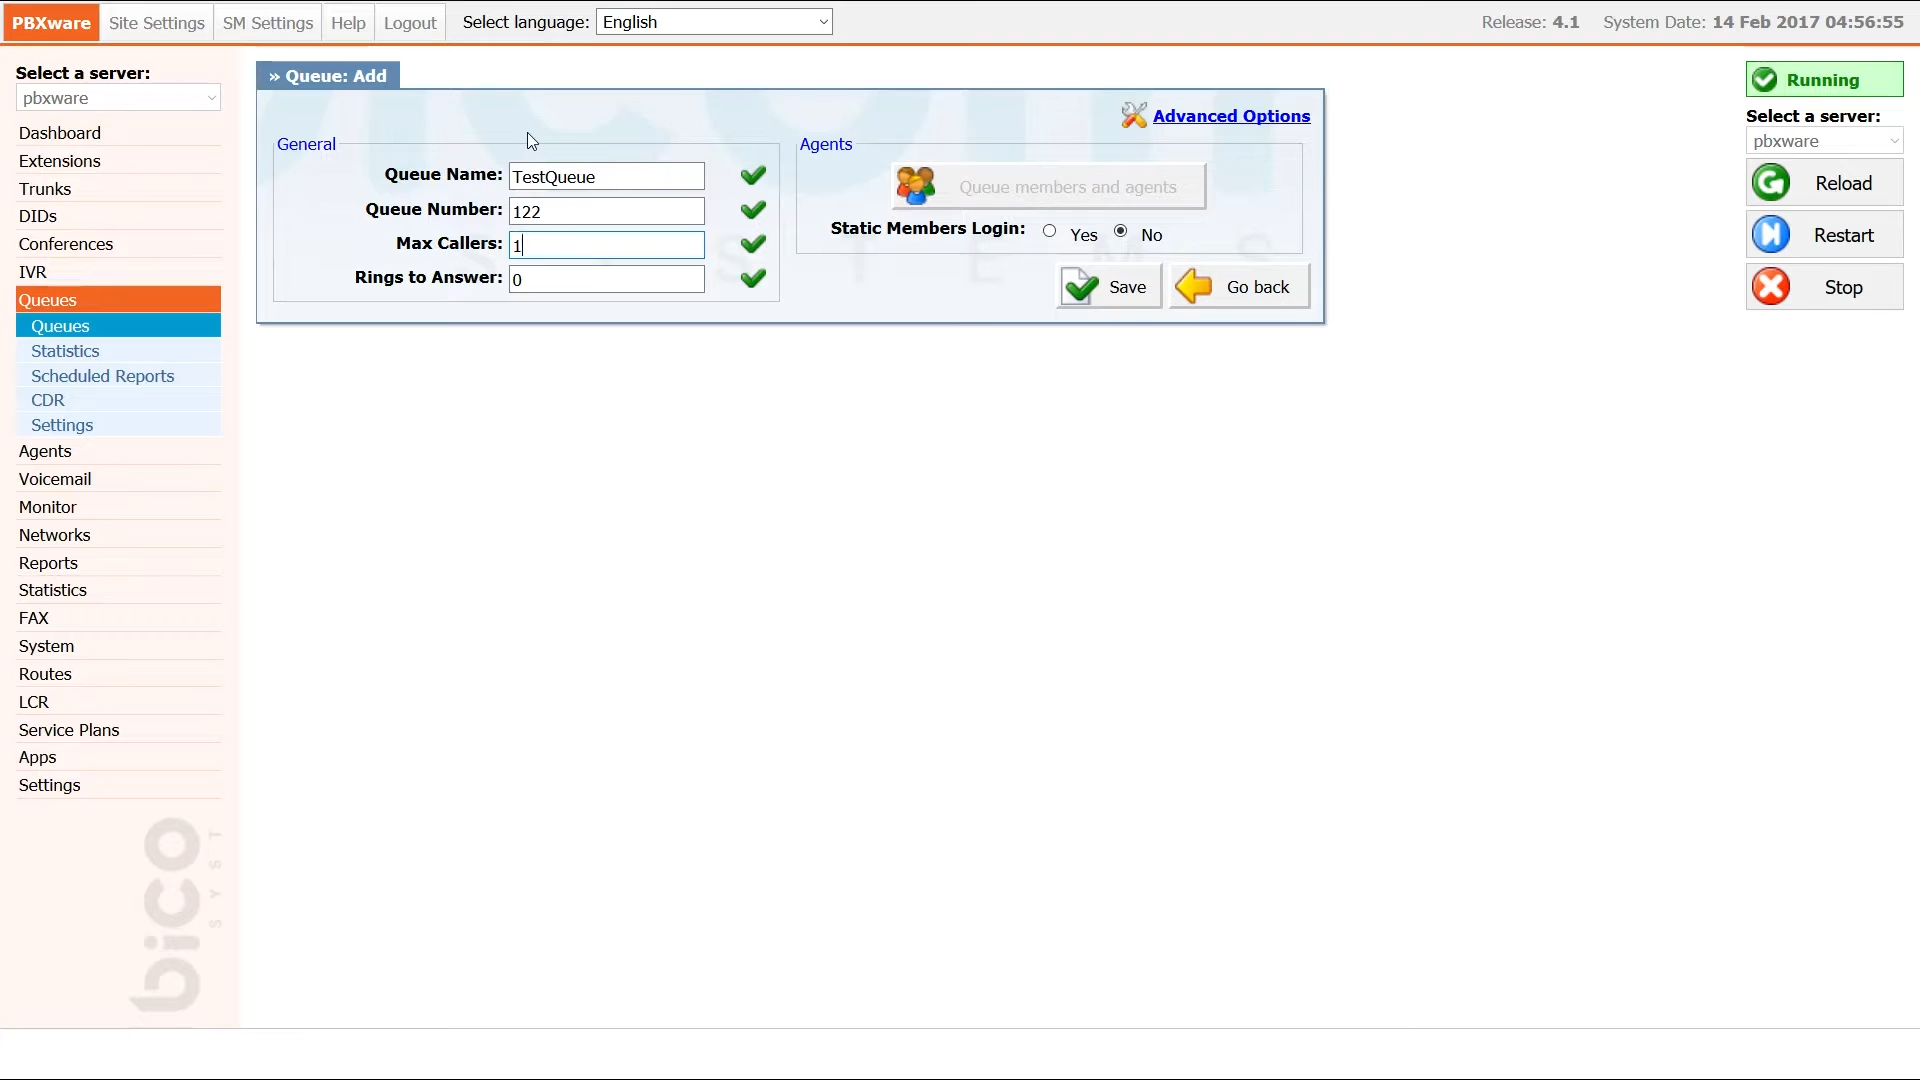 PBXware Site Settings SM Settings Help Logout Select language: English Release: 4.1 System Date: 14 Feb 2017 04:56:55
Select a server:
pbxware
Dashboard
Extensions
Trunks
DIDs
Conferences
IVR
Queues
Queues
Statistics
Scheduled Reports
CDR
Settings
Agents
Voicemail
Monitor
Networks
Reports
Statistics
FAX
System
Routes
LCR
Service Plans
Apps
Settings
bico
SYST
» Queue: Add
Advanced Options
General
Queue Name: TestQueue
Queue Number: 122
Max Callers: 1
Rings to Answer: 0
Agents
Queue members and agents
Static Members Login: Yes No
Save Go back
Running
Select a server:
pbxware
Reload
Restart
Stop